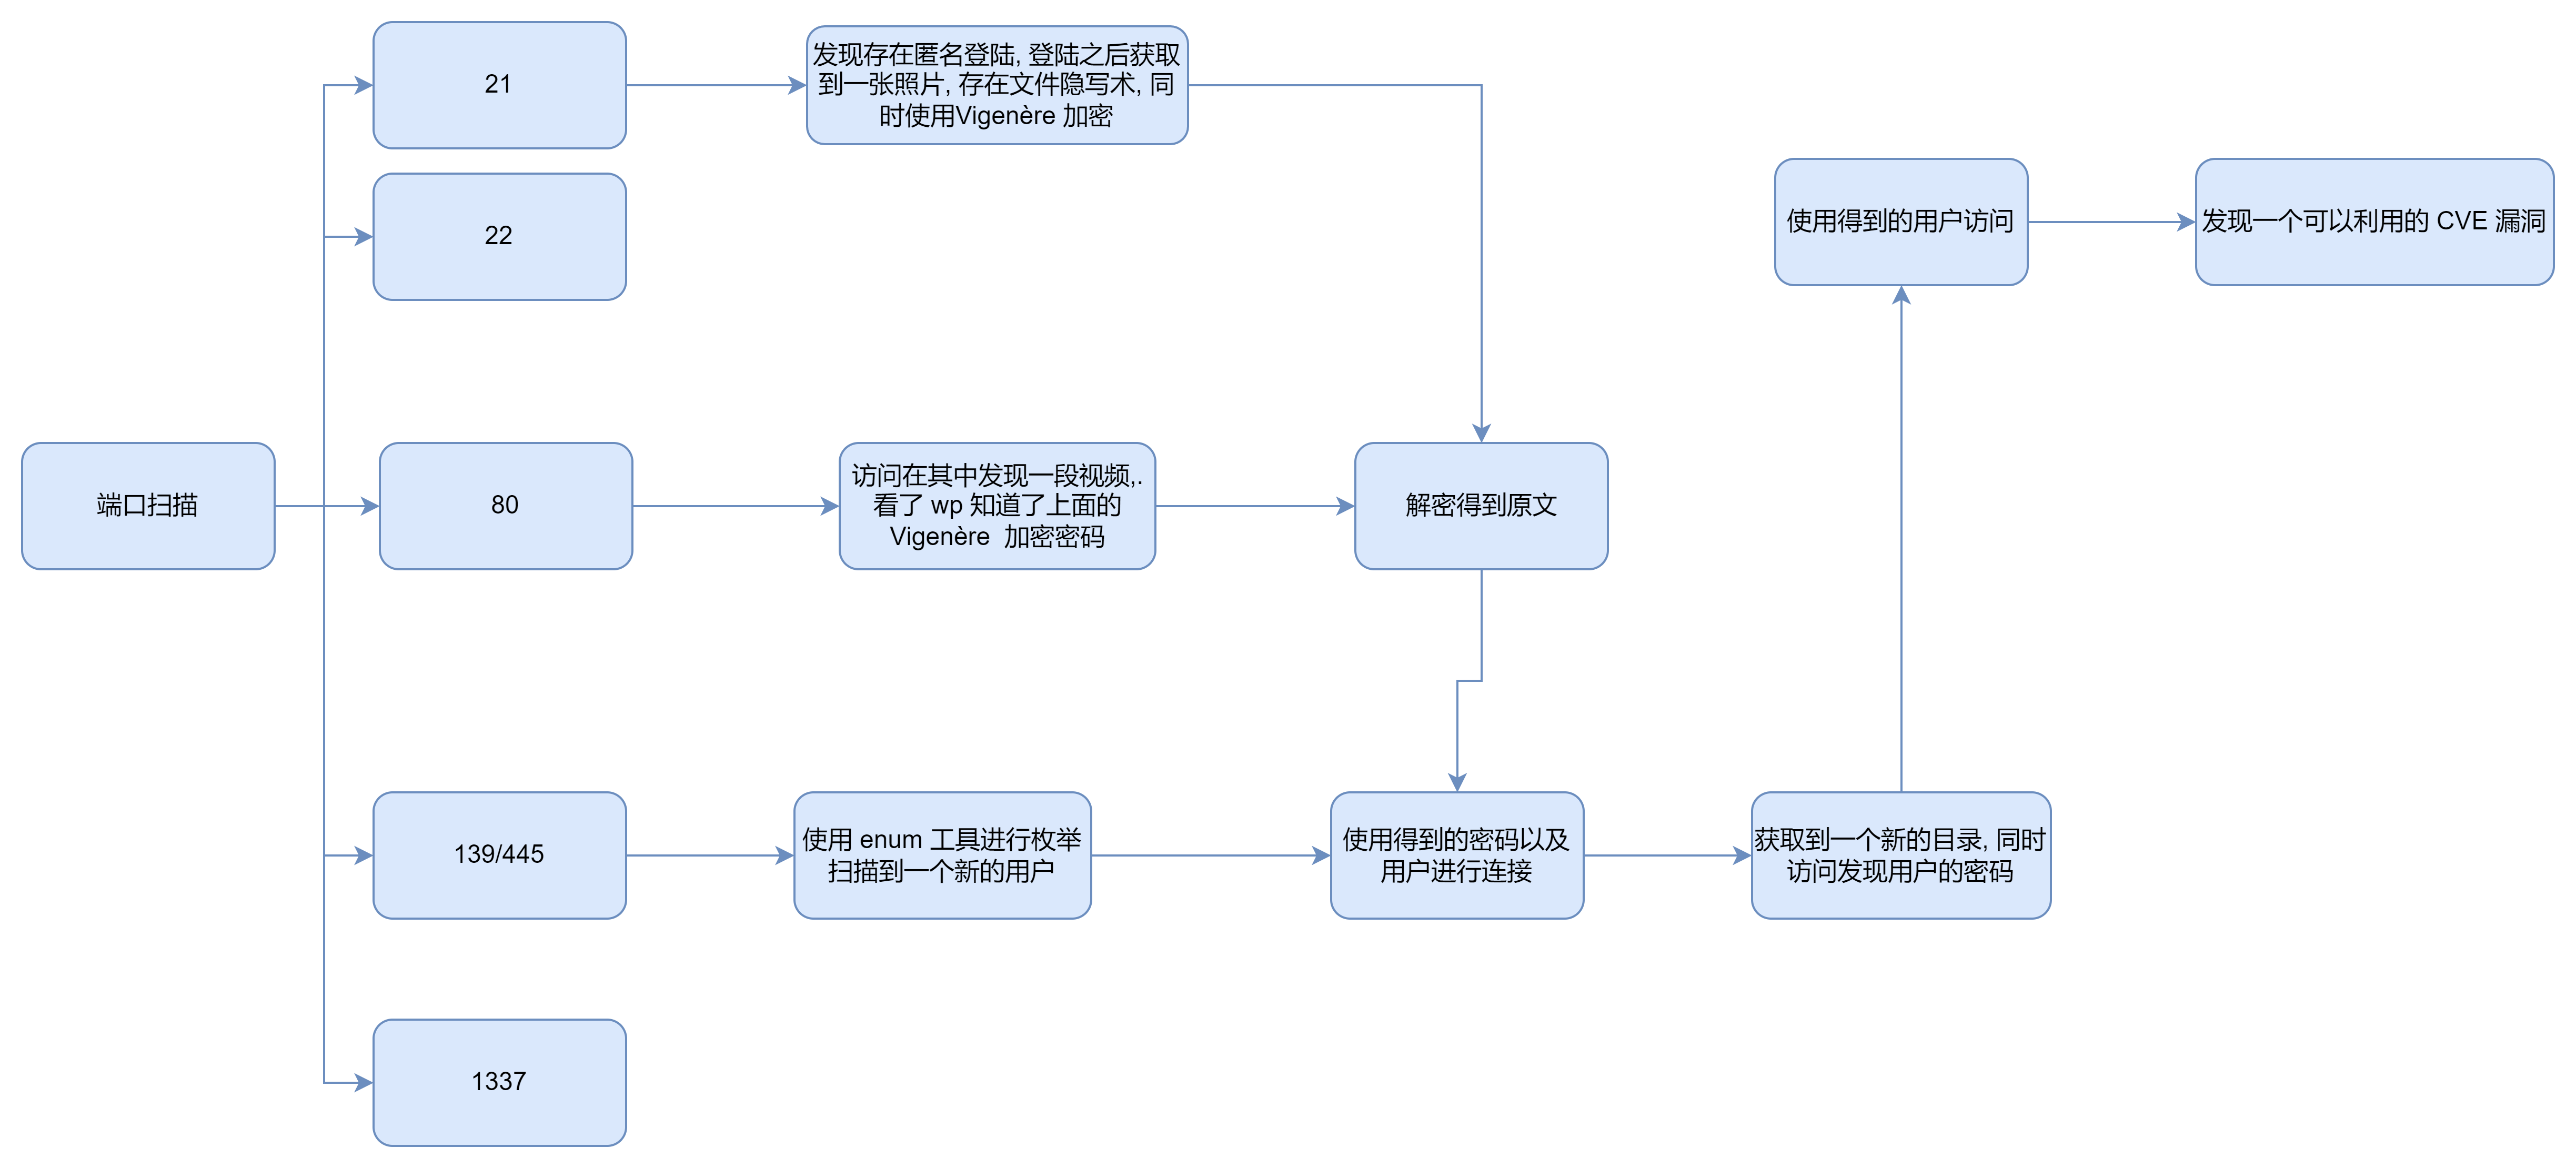 21
发现存在匿名登陆, 登陆之后获取
到一张照片, 存在文件隐写术, 同
时使用Vigenère 加密
22
使用得到的用户访问
发现一个可以利用的 CVE 漏洞
端口扫描
80
访问在其中发现一段视频,.
看了 wp 知道了上面的
Vigenère  加密密码
解密得到原文
139/445
使用 enum 工具进行枚举
扫描到一个新的用户
使用得到的密码以及
用户进行连接
获取到一个新的目录, 同时
访问发现用户的密码
1337